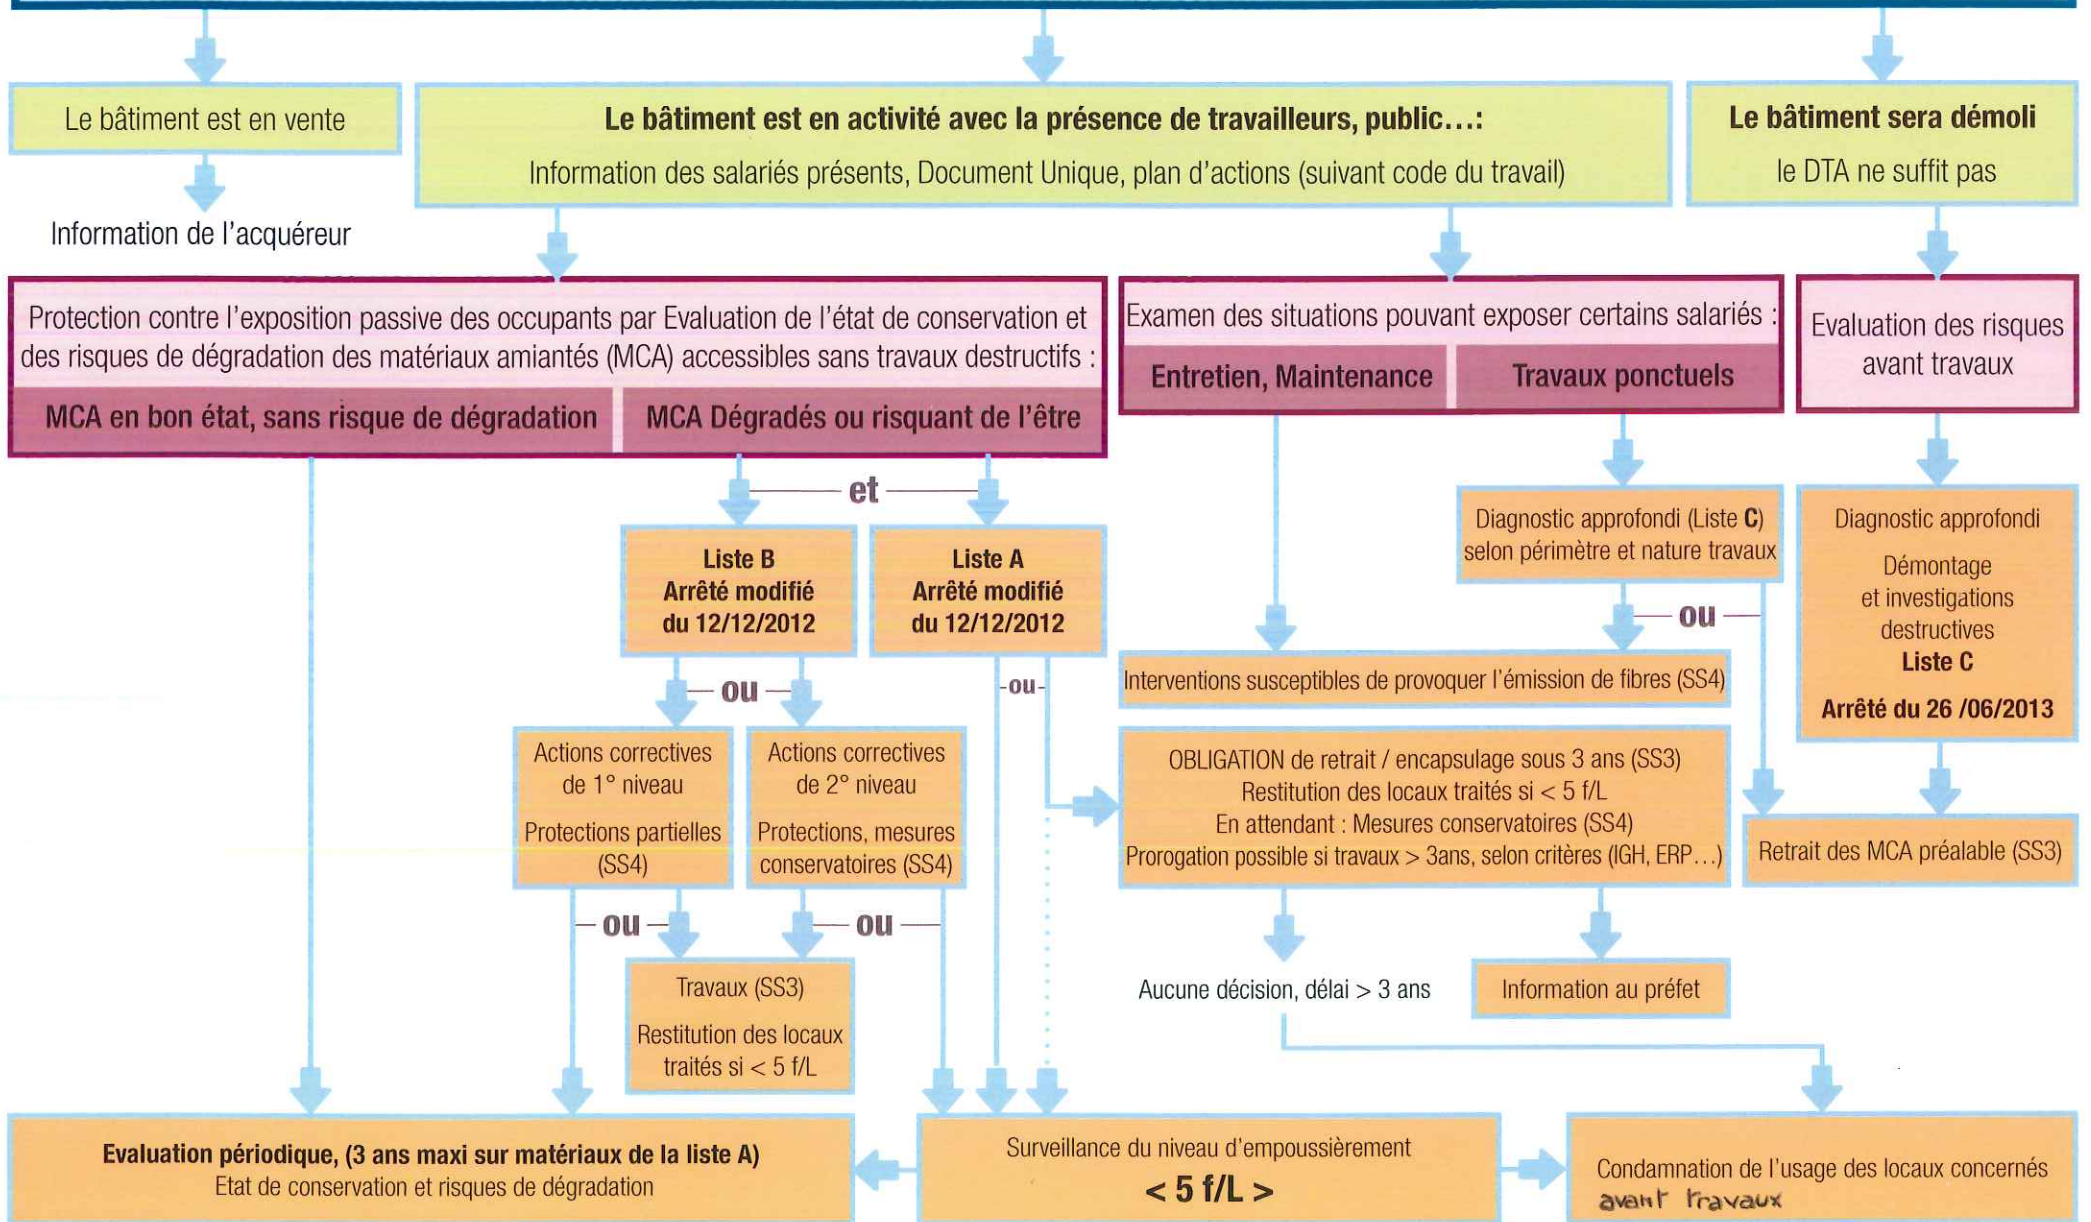 Le bâtiment est en vente
Information de l'acquéreur
Le bâtiment est en activité avec la présence de travailleurs, public…:
Information des salariés présents, Document Unique, plan d'actions (suivant code du travail)
Le bâtiment sera démoli
le DTA ne suffit pas
Protection contre l'exposition passive des occupants par Evaluation de l'état de conservation et
des risques de dégradation des matériaux amiantés (MCA) accessibles sans travaux destructifs :
MCA en bon état, sans risque de dégradation
MCA Dégradés ou risquant de l'être
Examen des situations pouvant exposer certains salariés :
Entretien, Maintenance
Travaux ponctuels
Evaluation des risques
avant travaux
et
Liste B
Arrêté modifié
du 12/12/2012
Liste A
Arrêté modifié
du 12/12/2012
Diagnostic approfondi (Liste C)
selon périmètre et nature travaux
Diagnostic approfondi
Démontage
et investigations
destructives
Liste C
Arrêté du 26 /06/2013
ou
ou
ou
Interventions susceptibles de provoquer l'émission de fibres (SS4)
Actions correctives
de 1° niveau
Protections partielles
(SS4)
Actions correctives
de 2° niveau
Protections, mesures
conservatoires (SS4)
OBLIGATION de retrait / encapsulage sous 3 ans (SS3)
Restitution des locaux traités si < 5 f/L
En attendant : Mesures conservatoires (SS4)
Prorogation possible si travaux > 3ans, selon critères (IGH, ERP…)
Retrait des MCA préalable (SS3)
ou
ou
Travaux (SS3)
Restitution des locaux
traités si < 5 f/L
Aucune décision, délai > 3 ans
Information au préfet
Evaluation périodique, (3 ans maxi sur matériaux de la liste A)
Etat de conservation et risques de dégradation
Surveillance du niveau d'empoussièrement
< 5 f/L >
Condamnation de l'usage des locaux concernés
avant travaux